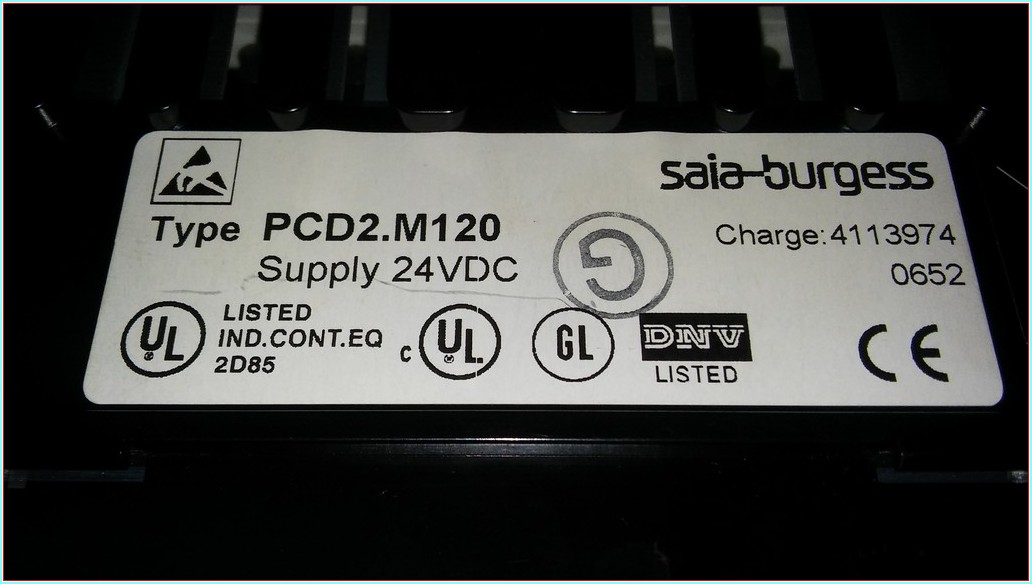 saia-burgess
Type PCD2.M120
Charge:4113974
Supply 24VDC
0652
G
UL
LISTED
IND.CONT.EQ
2D85
c UL
GL
DNV
LISTED
CE